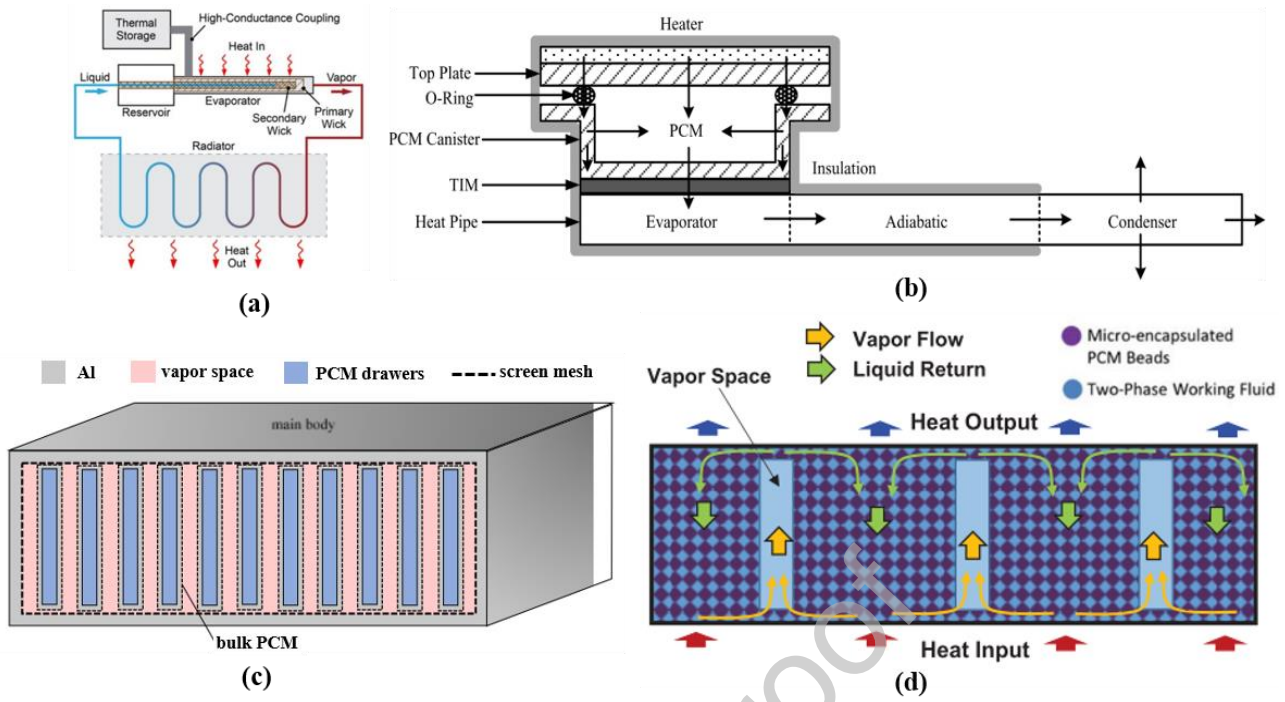 Thermal
Storage
High-Conductance Coupling
Heat In
Liquid
Vapor
Reservoir
Evaporator
Secondary
Wick
Primary
Wick
Radiator
Heat
Out
(a)
Heater
Top Plate
O-Ring
PCM Canister
PCM
TIM
Insulation
Heat Pipe
Evaporator
Adiabatic
Condenser
(b)
Al
vapor space
PCM drawers
screen mesh
main body
bulk PCM
(c)
Vapor Flow
Liquid Return
Micro-encapsulated
PCM Beads
Two-Phase Working Fluid
Vapor Space
Heat Output
Heat Input
(d)
roof